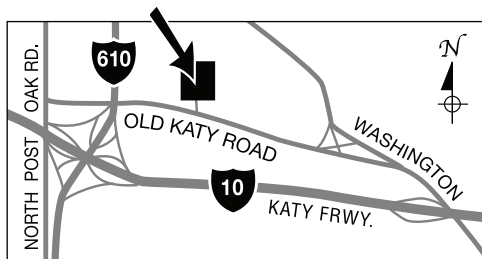 610
N
OLD KATY ROAD
WASHINGTON
NORTH POST OAK RD.
10
KATY FRWY.